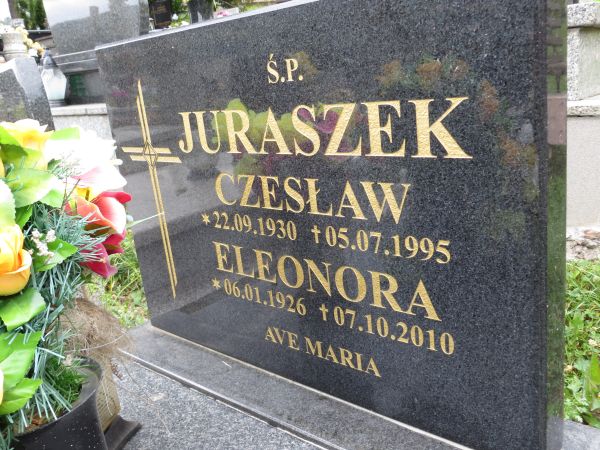 Ś.P.
JURASZEK
CZESŁAW
*22.09.1930 †05.07.1995
ELEONORA
*06.01.1926 †07.10.2010
AVE MARIA